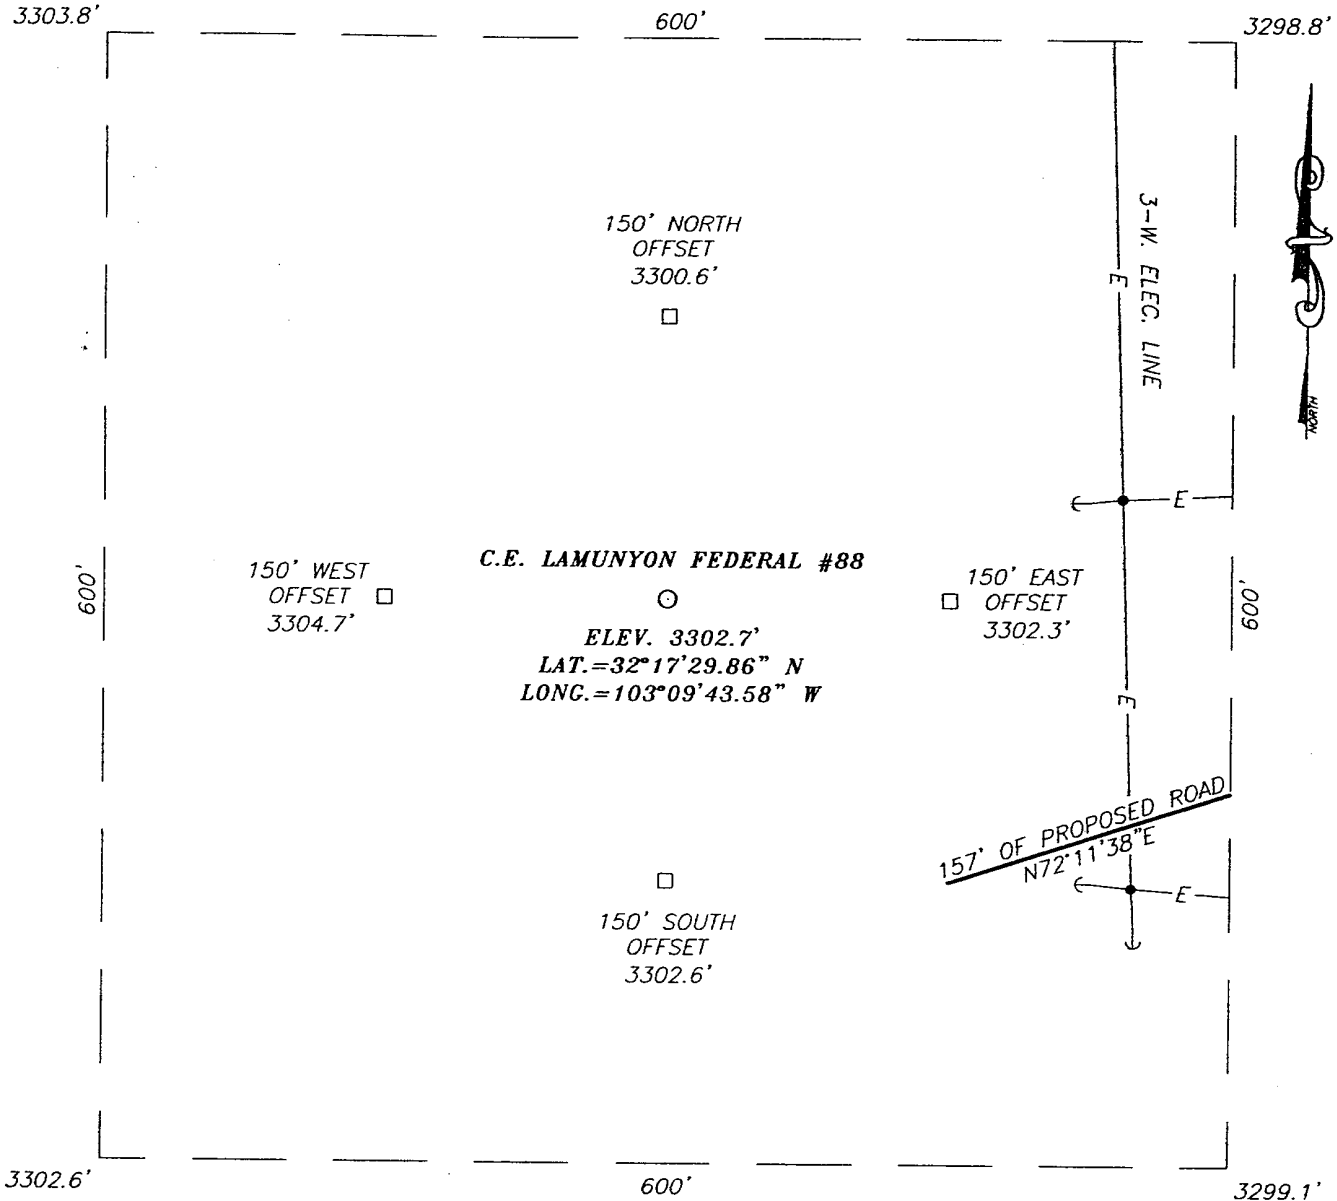 3303.8'
600'
3298.8'
150' NORTH
OFFSET
3300.6'
3-W. ELEC. LINE
E
NORTH
E
600'
150' WEST
OFFSET
3304.7'
C.E. LAMUNYON FEDERAL #88
ELEV. 3302.7'
LAT.=32°17'29.86" N
LONG.=103°09'43.58" W
150' EAST
OFFSET
3302.3'
600'
E
157' OF PROPOSED ROAD
N72°11'38"E
E
150' SOUTH
OFFSET
3302.6'
3302.6'
600'
3299.1'